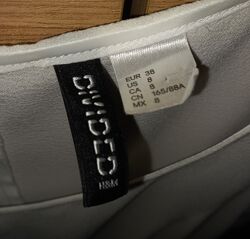 DIVIDED
H&M
EUR 38
US 8
CA 8
CN 165/88A
MX 8